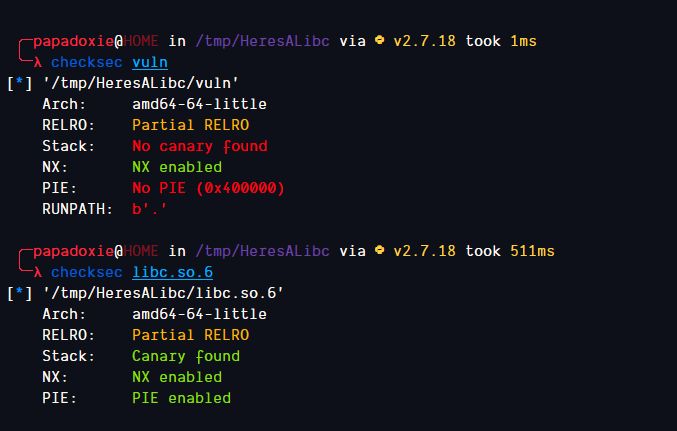 papadoxie@HOME in /tmp/HeresALibc via v2.7.18 took 1ms
λ checksec vuln
[*] '/tmp/HeresALibc/vuln'
Arch: amd64-64-little
RELRO: Partial RELRO
Stack: No canary found
NX: NX enabled
PIE: No PIE (0x400000)
RUNPATH: b'.'
papadoxie@HOME in /tmp/HeresALibc via v2.7.18 took 511ms
λ checksec libc.so.6
[*] '/tmp/HeresALibc/libc.so.6'
Arch: amd64-64-little
RELRO: Partial RELRO
Stack: Canary found
NX: NX enabled
PIE: PIE enabled